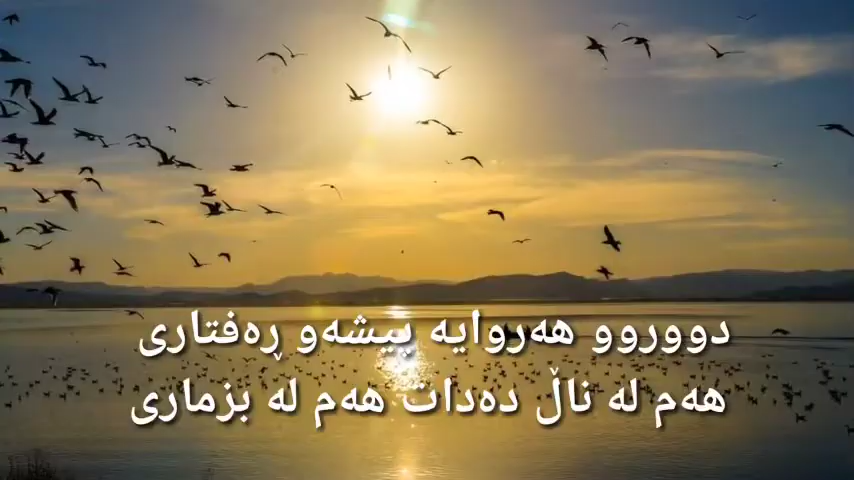 دووروو هەروایە پیشەو ڕەفتاری
هەم لە ناڵ دەدات هەم لە بزماری